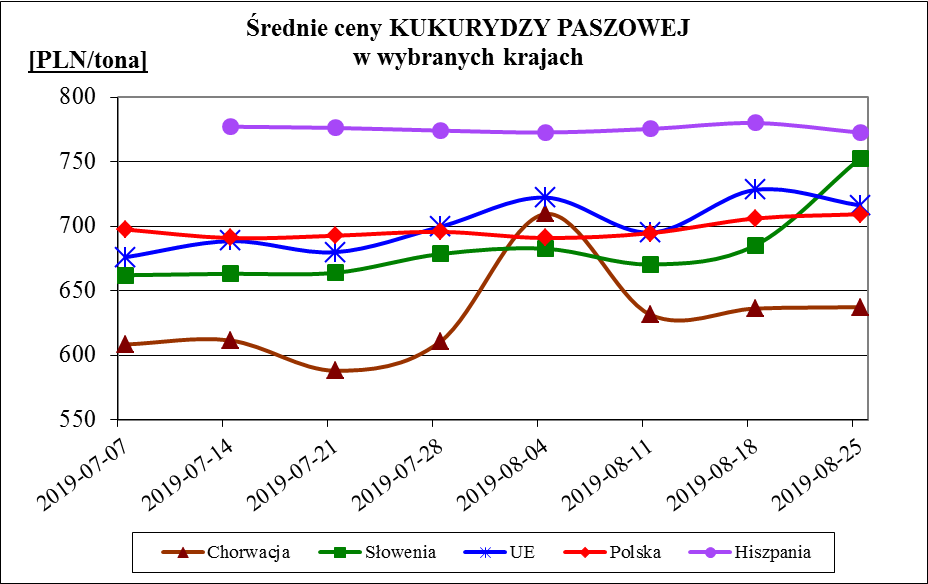 Średnie ceny KUKURYDZY PASZOWEJ
w wybranych krajach
[PLN/tona]
800
750
700
650
600
550
2019-07-07 2019-07-14 2019-07-21 2019-07-28 2019-08-04 2019-08-11 2019-08-18 2019-08-25
Chorwacja Słowenia UE Polska Hiszpania